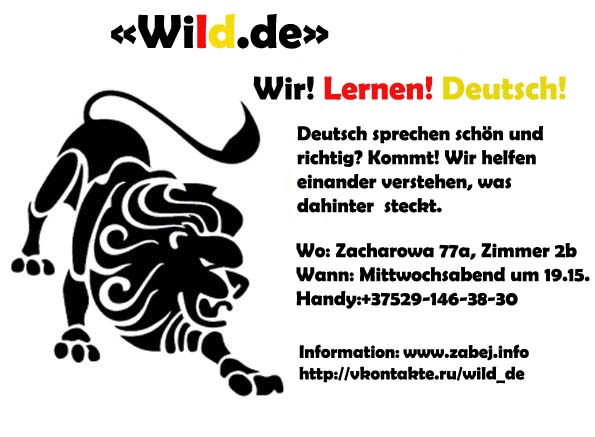 «Wild.de»
Wir! Lernen! Deutsch!
Deutsch sprechen schön und
richtig? Kommt! Wir helfen
einander verstehen, was
dahinter steckt.
Wo: Zacharowa 77a, Zimmer 2b
Wann: Mittwochsabend um 19.15.
Handy:+37529-146-38-30
Information: www.zabej.info
http://vkontakte.ru/wild_de